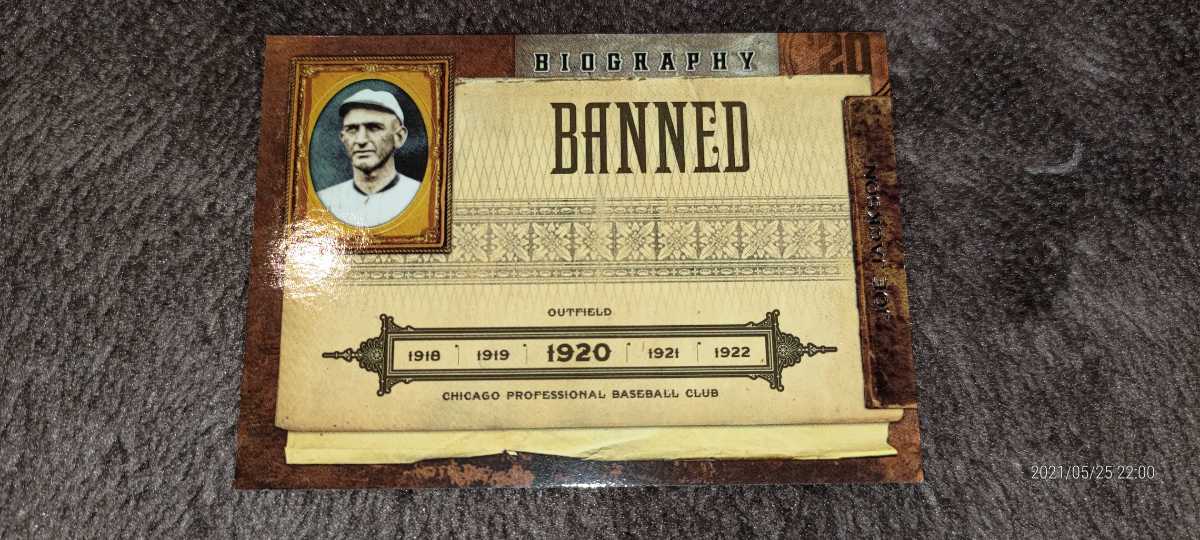 BIOGRAPHY
20
BANNED
JOE JACKSON
OUTFIELD
1918 1919 1920 1921 1922
CHICAGO PROFESSIONAL BASEBALL CLUB
2021/05/25 22:00